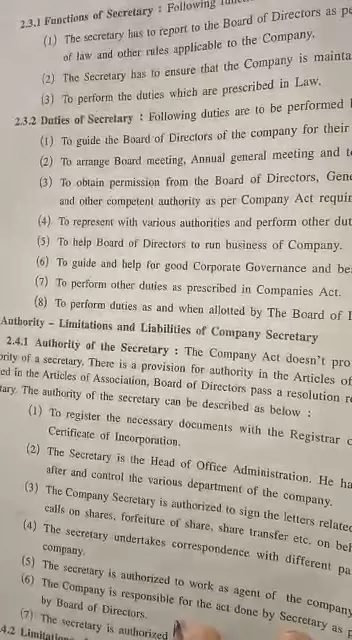 2.3.1 Functions of Secretary : Following
(1) The secretary has to report to the Board of Directors as
of law and other rules applicable to the Company.
(2) The Secretary has to ensure that the Company is
(3) To perform the duties which are prescribed in Law.
2.3.2 Duties of Secretary : Following duties are to be performed
(1) To guide the Board of Directors of the company for their
(2) To arrange Board meeting, Annual general meeting and
(3) To obtain permission from the Board of Directors,
and other competent authority as per Company Act
(4) To represent with various authorities and perform other
(5) To help Board of Directors to run business of Company.
(6) To guide and help for good Corporate Governance and
(7) To perform other duties as prescribed in Companies Act.
(8) To perform duties as and when allotted by The Board of
Authority – Limitations and Liabilities of Company Secretary
2.4.1 Authority of the Secretary : The Company Act doesn't
of a secretary. There is a provision for authority in the Articles of
in the Articles of Association, Board of Directors pass a resolution
The authority of the secretary can be described as below :
(1) To register the necessary documents with the Registrar
Certificate of Incorporation.
(2) The Secretary is the Head of Office Administration. He
after and control the various department of the company.
(3) The Company Secretary is authorized to sign the letters
calls on shares, forfeiture of share, share transfer etc. on
(4) The secretary undertakes correspondence with different
company.
(5) The secretary is authorized to work as agent of the company
(6) The Company is responsible for the act done by Secretary as
by Board of Directors.
(7) The secretary is authorized